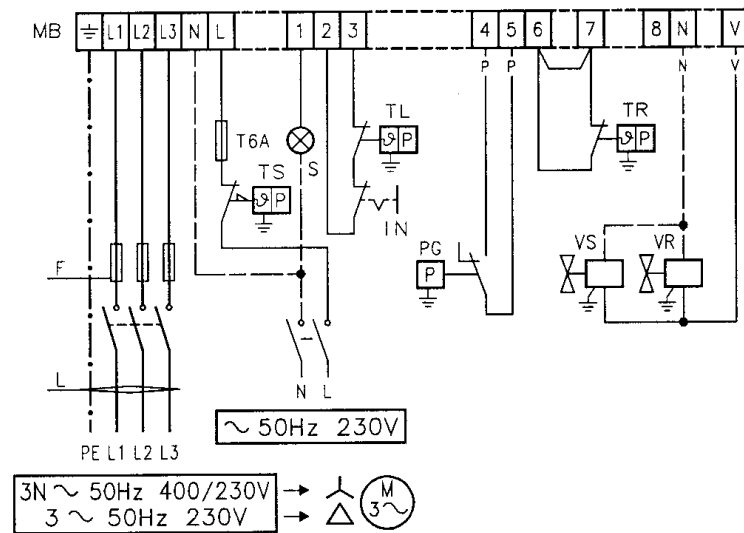 MB ⏚ L1 L2 L3 N L 1 2 3 4 5 6 7 8 N V
P P N V
T6A S TL
ϑ P
TR
ϑ P
TS
ϑ P
IN
PG
P
VS VR
F
L
N L
∼ 50Hz 230V
PE L1 L2 L3
3N ∼ 50Hz 400/230V → M
3 ∼ 50Hz 230V → △ 3∼